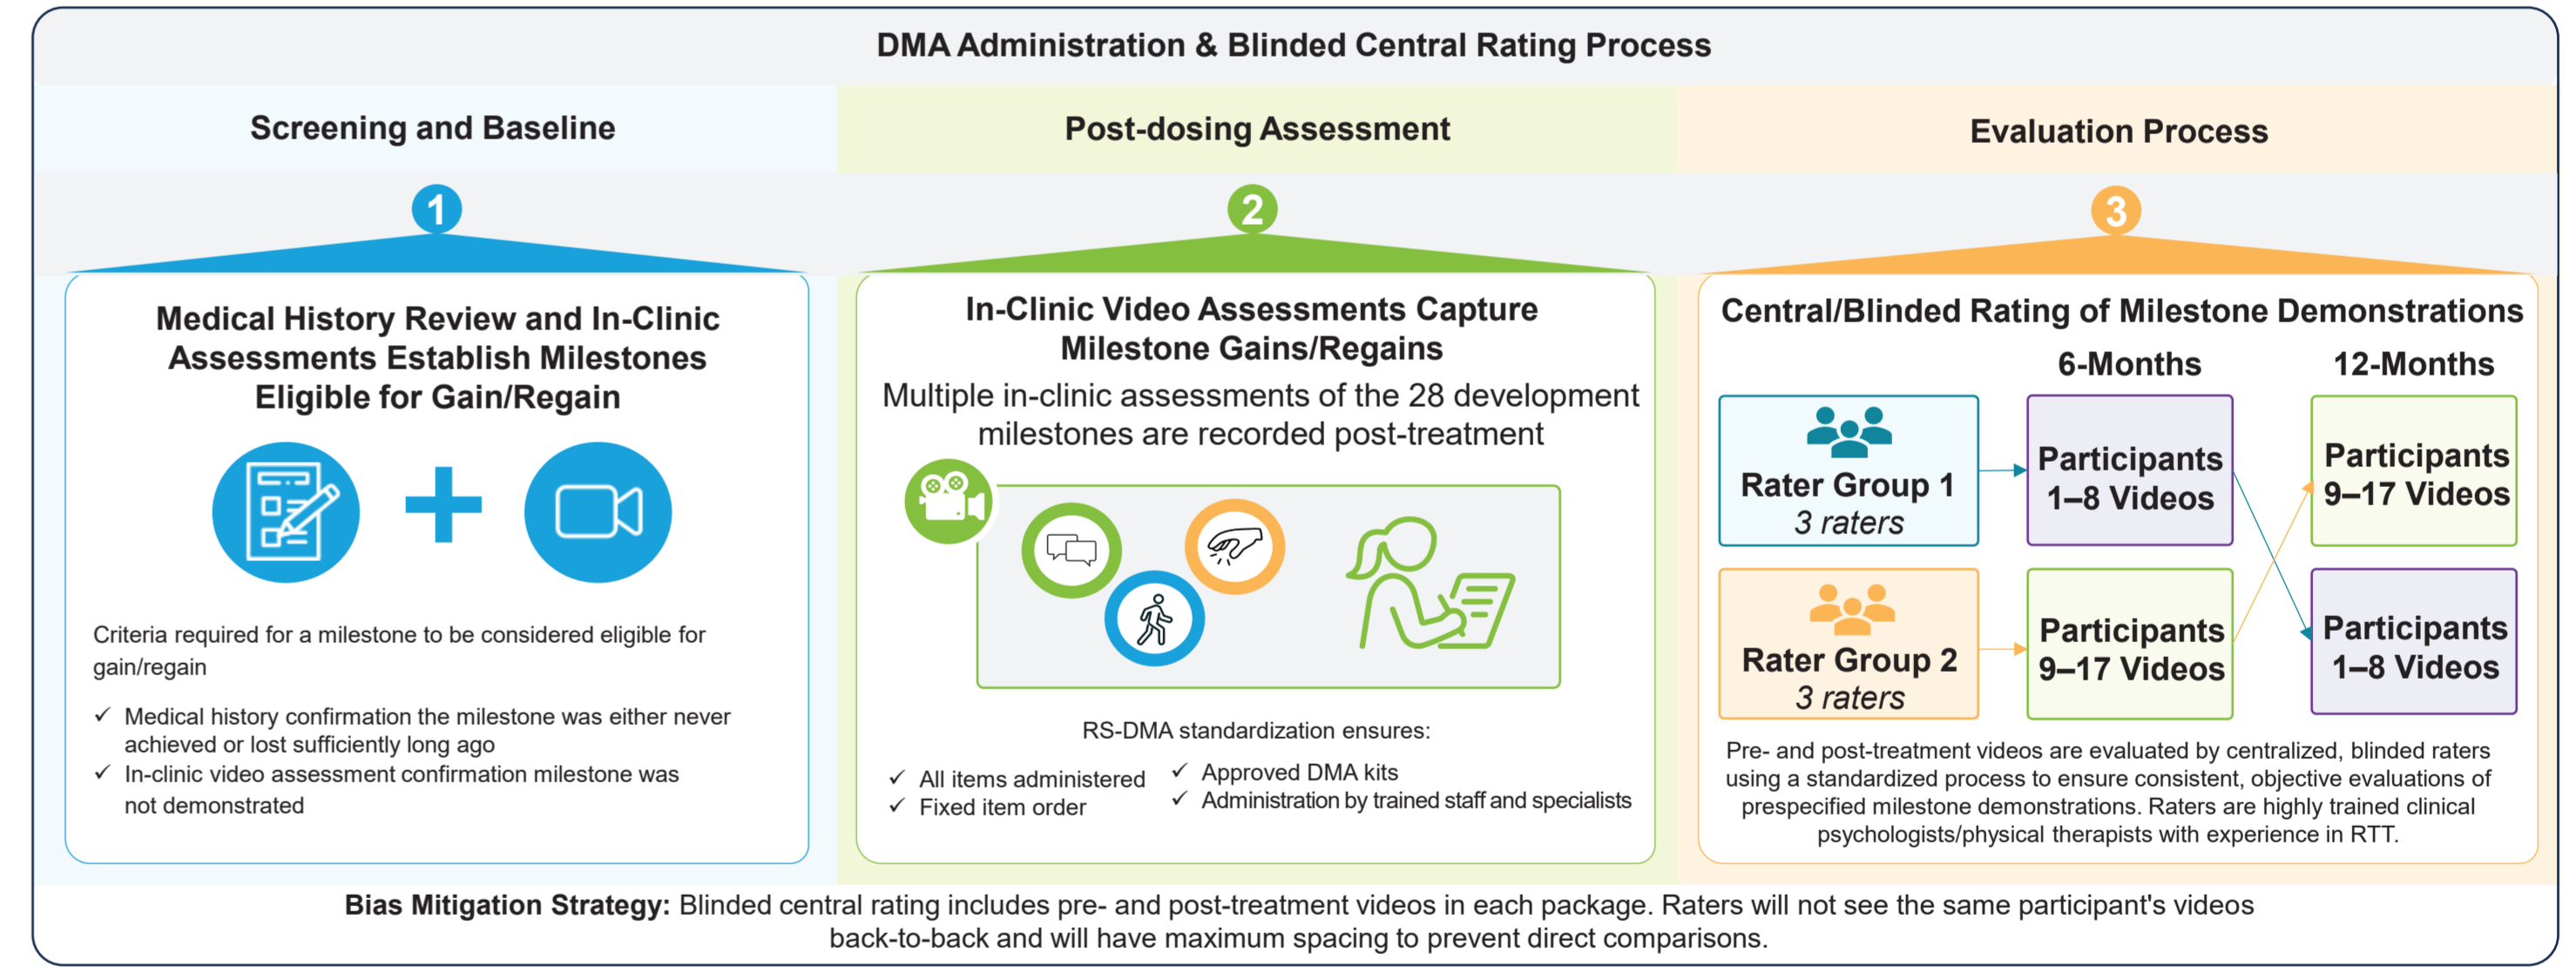 DMA Administration & Blinded Central Rating Process
Screening and Baseline
1
Medical History Review and In-Clinic
Assessments Establish Milestones
Eligible for Gain/Regain
Criteria required for a milestone to be considered eligible for
gain/regain
✓ Medical history confirmation the milestone was either never
achieved or lost sufficiently long ago
✓ In-clinic video assessment confirmation milestone was
not demonstrated
Post-dosing Assessment
2
In-Clinic Video Assessments Capture
Milestone Gains/Regains
Multiple in-clinic assessments of the 28 development
milestones are recorded post-treatment
RS-DMA standardization ensures:
✓ All items administered
✓ Fixed item order
✓ Approved DMA kits
✓ Administration by trained staff and specialists
Evaluation Process
3
Central/Blinded Rating of Milestone Demonstrations
6-Months
12-Months
Rater Group 1
3 raters
Participants
1–8 Videos
Participants
9–17 Videos
Rater Group 2
3 raters
Participants
9–17 Videos
Participants
1–8 Videos
Pre- and post-treatment videos are evaluated by centralized, blinded raters
using a standardized process to ensure consistent, objective evaluations of
prespecified milestone demonstrations. Raters are highly trained clinical
psychologists/physical therapists with experience in RTT.
Bias Mitigation Strategy: Blinded central rating includes pre- and post-treatment videos in each package. Raters will not see the same participant's videos
back-to-back and will have maximum spacing to prevent direct comparisons.